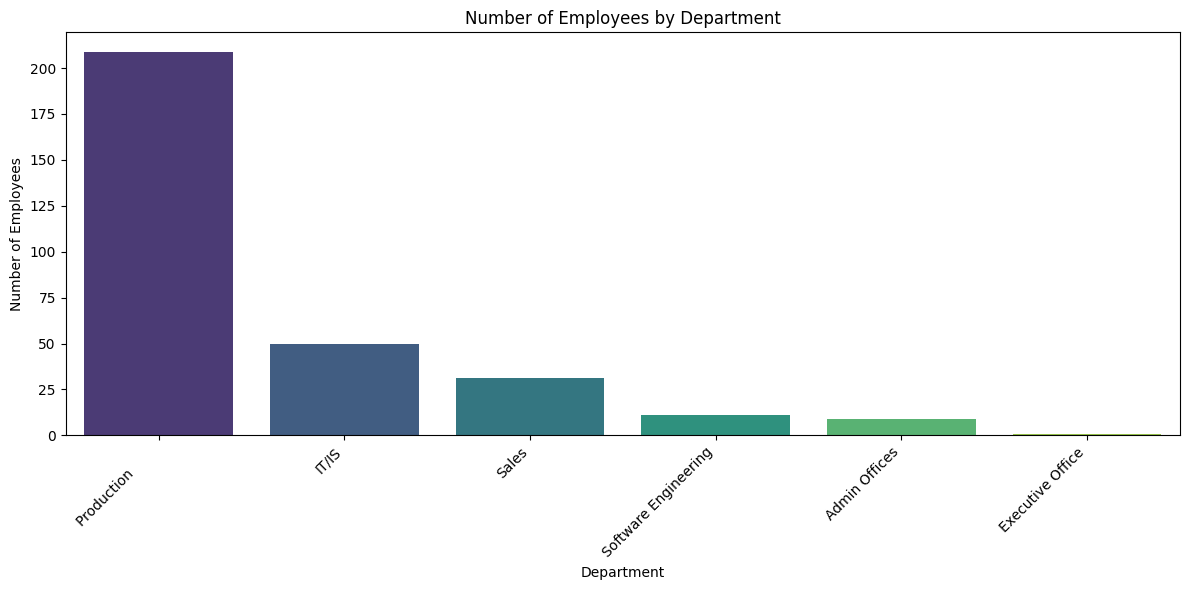 Number of Employees by Department
Number of Employees
200
175
150
125
100
75
50
25
0
Production
IT/IS
Sales
Software Engineering
Admin Offices
Executive Office
Department